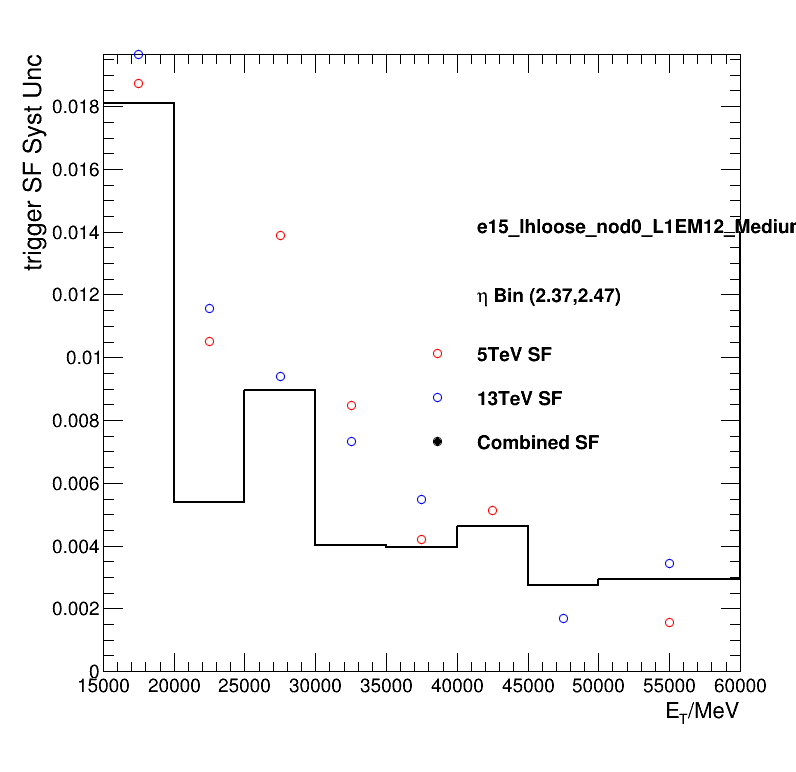 trigger SF Syst Unc
0.018
0.016
0.014
0.012
0.01
0.008
0.006
0.004
0.002
0
e15_lhloose_nod0_L1EM12_Medium
η Bin (2.37,2.47)
5TeV SF
13TeV SF
Combined SF
15000 20000 25000 30000 35000 40000 45000 50000 55000 60000
E_T/MeV